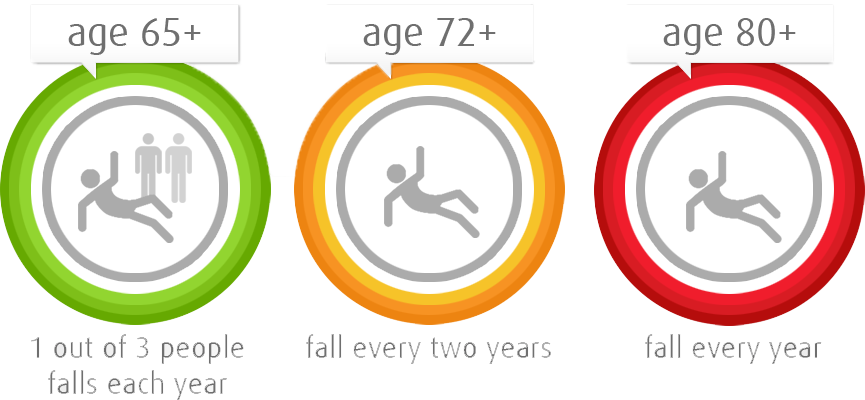 age 65+
age 72+
age 80+
1 out of 3 people
falls each year
fall every two years
fall every year